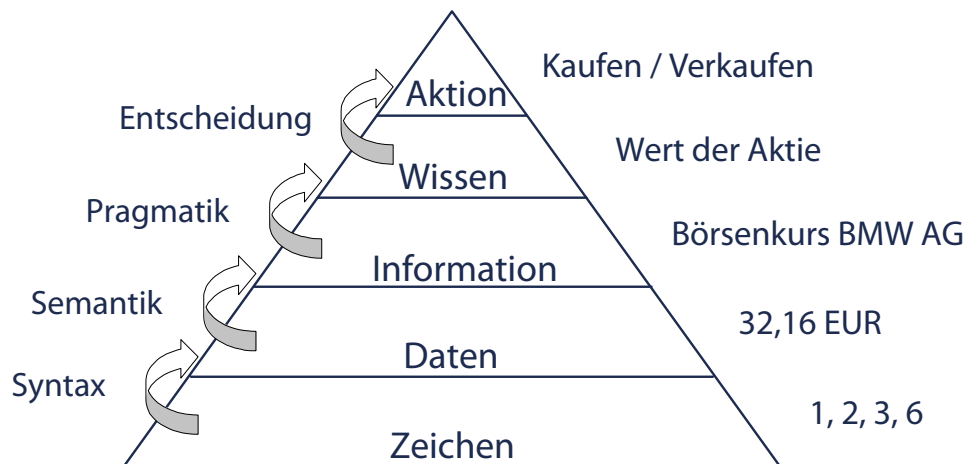 Kaufen / Verkaufen
Aktion
Entscheidung
Wert der Aktie
Wissen
Pragmatik
Börsenkurs BMW AG
Information
Semantik
32,16 EUR
Daten
Syntax
1, 2, 3, 6
Zeichen